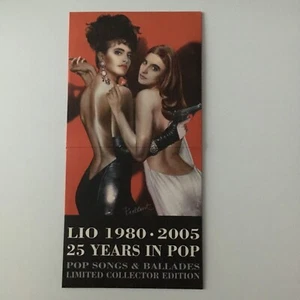 LIO 1980 · 2005
25 YEARS IN POP
POP SONGS & BALLADES
LIMITED COLLECTOR EDITION